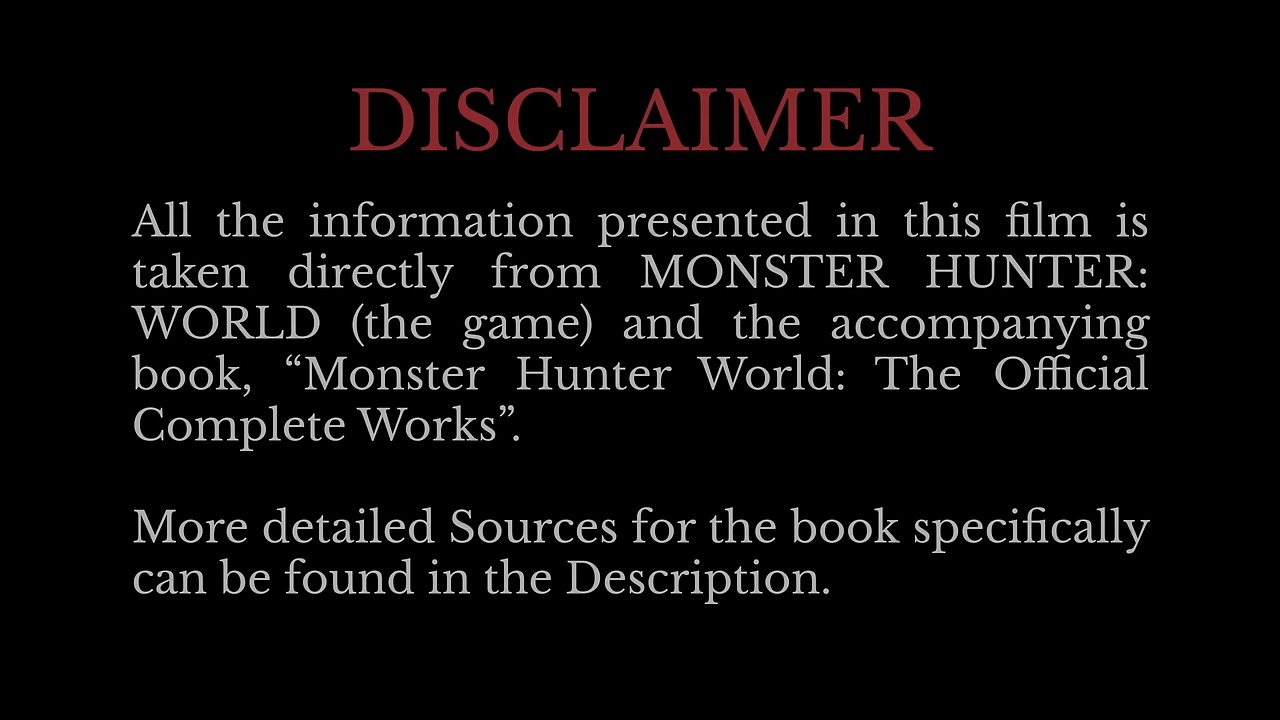 DISCLAIMER
All the information presented in this film is
taken directly from MONSTER HUNTER:
WORLD (the game) and the accompanying
book, “Monster Hunter World: The Official
Complete Works”.
More detailed Sources for the book specifically
can be found in the Description.